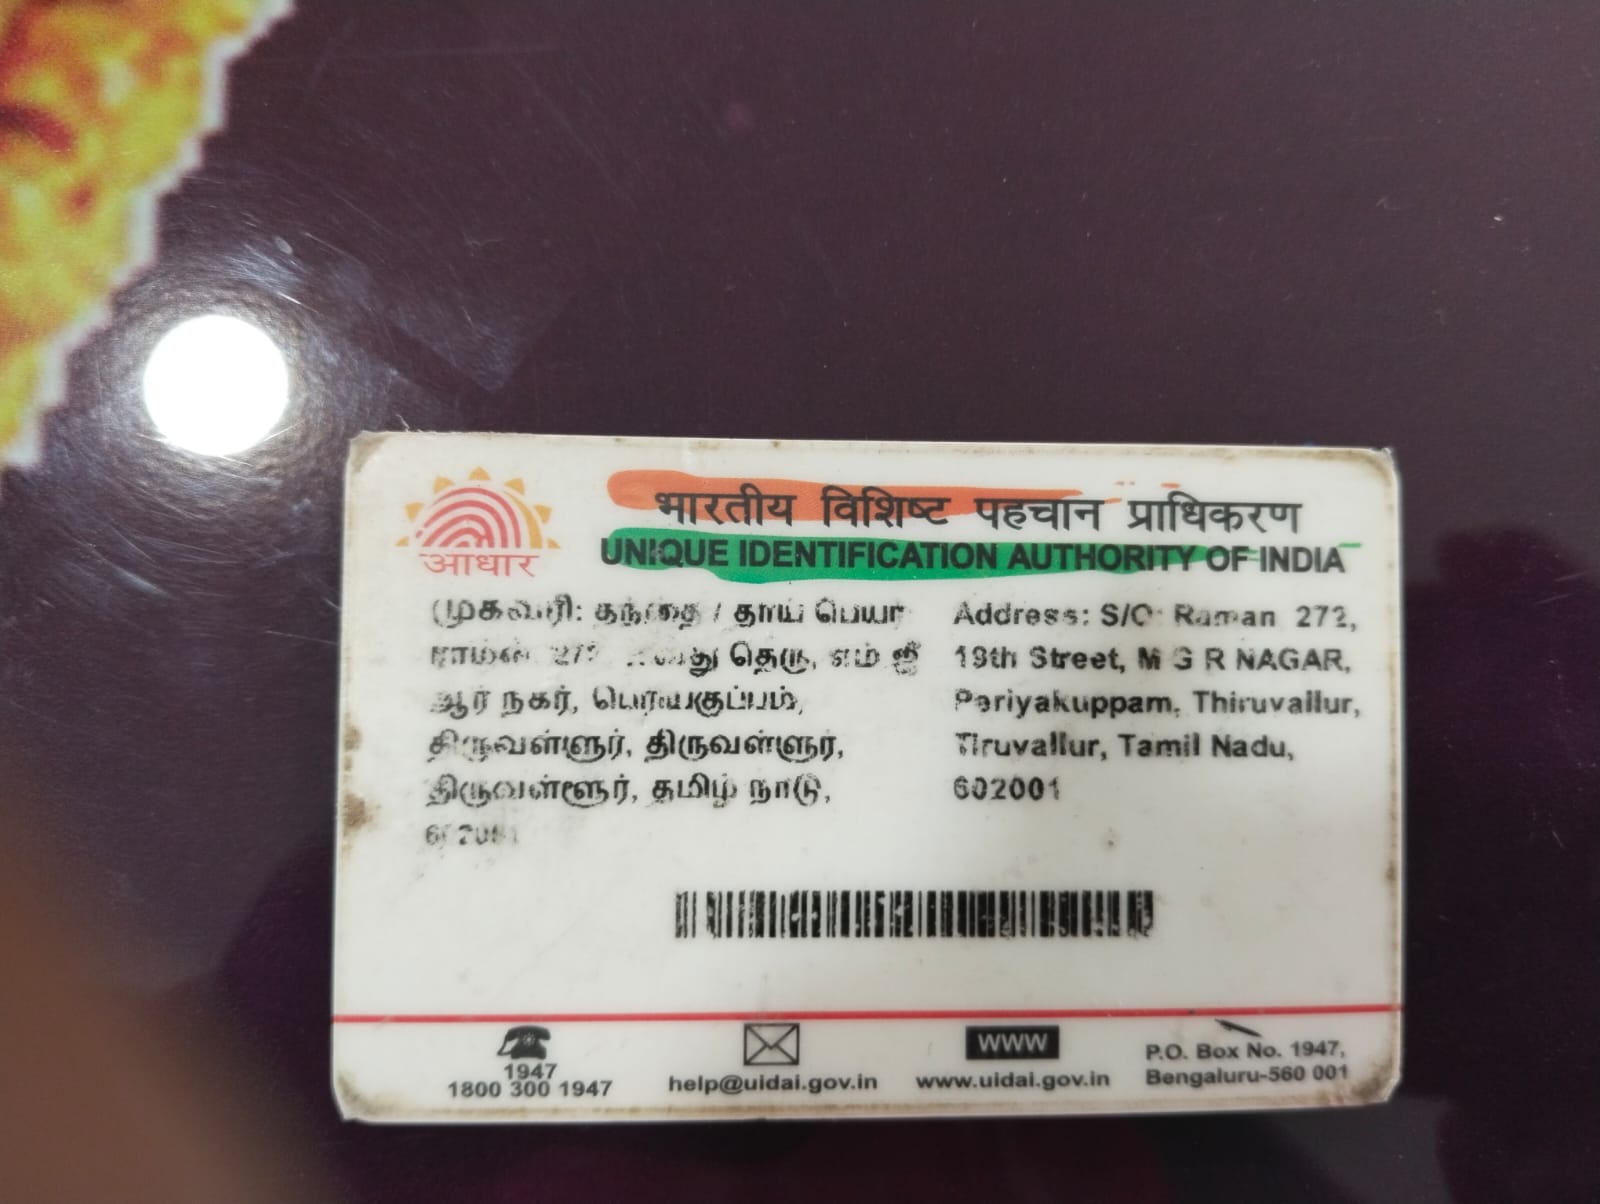 भारतीय विशिष्ट पहचान प्राधिकरण
UNIQUE IDENTIFICATION AUTHORITY OF INDIA
आधार
முகவரி: தந்தை / தாய் பெயர்
ராமன் தெரு, எம் ஜீ
ஆர் நகர், பெரியகுப்பம்,
திருவள்ளுர், திருவள்ளுர்,
திருவள்ளூர், தமிழ் நாடு,
Address: S/O: Raman 272,
19th Street, M G R NAGAR,
Periyakuppam, Thiruvallur,
Tiruvallur, Tamil Nadu,
602001
1947
1800 300 1947
help@uidai.gov.in
WWW
www.uidai.gov.in
P.O. Box No. 1947,
Bengaluru-560 001